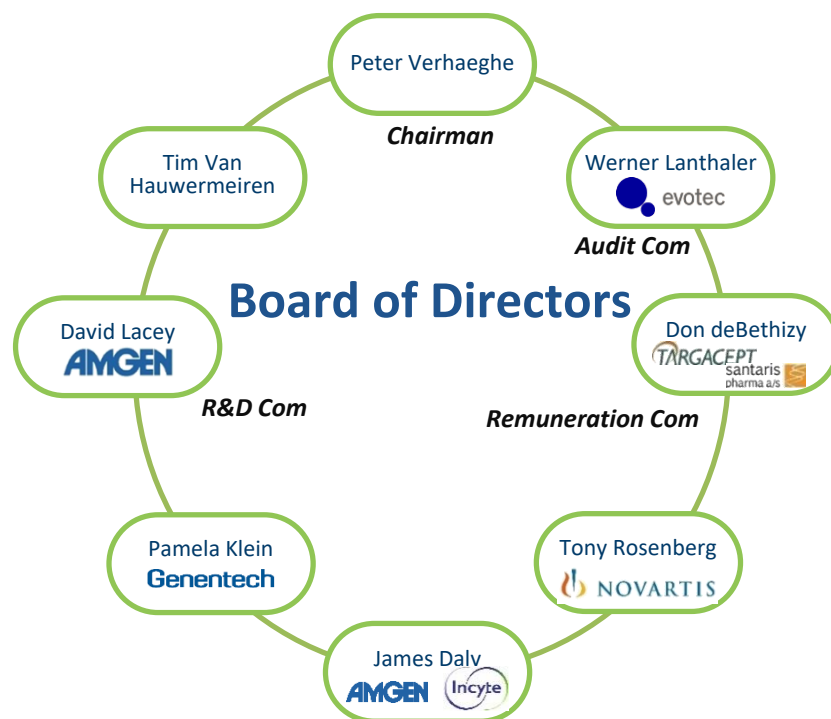 Peter Verhaeghe
Chairman
Tim Van
Hauwermeiren
Werner Lanthaler
evotec
Audit Com
Board of Directors
David Lacey
AMGEN
R&D Com
Don deBethizy
TARGACEPT
santaris
pharma a/s
Remuneration Com
Pamela Klein
Genentech
Tony Rosenberg
NOVARTIS
James Daly
AMGEN
Incyte